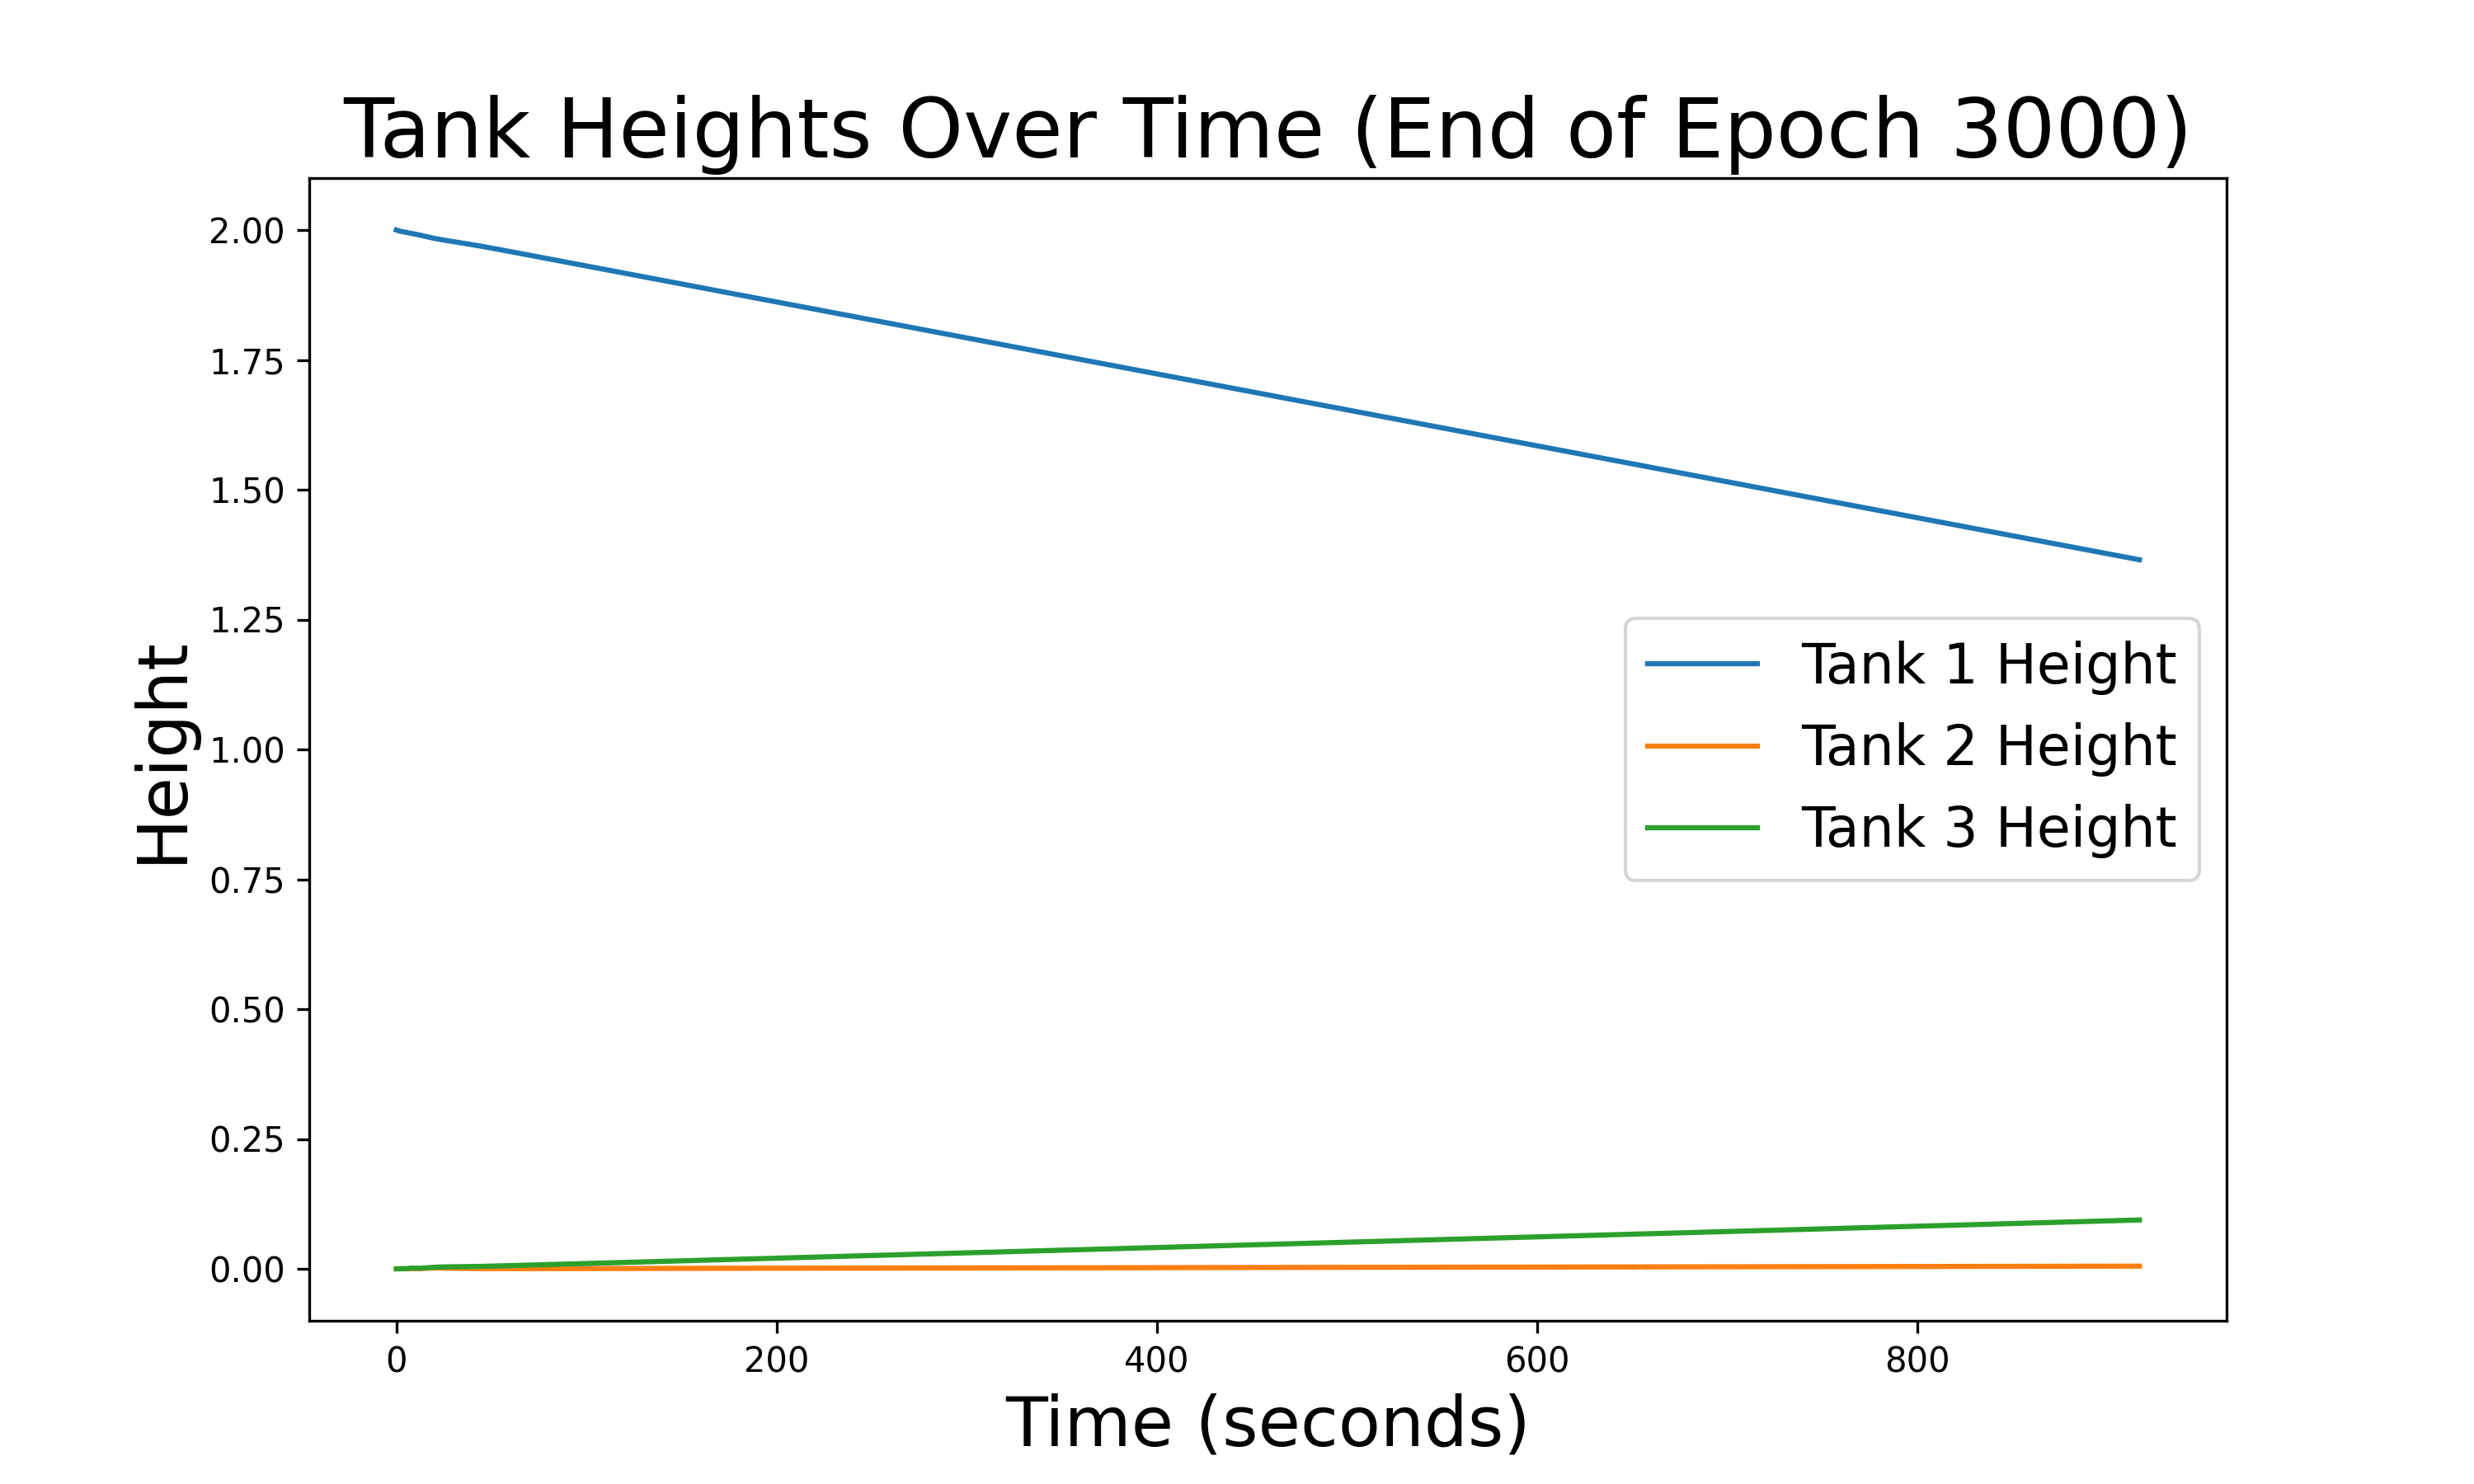 Tank Heights Over Time (End of Epoch 3000)
Height
2.00
1.75
1.50
1.25
1.00
0.75
0.50
0.25
0.00
Tank 1 Height
Tank 2 Height
Tank 3 Height
0 200 400 600 800
Time (seconds)